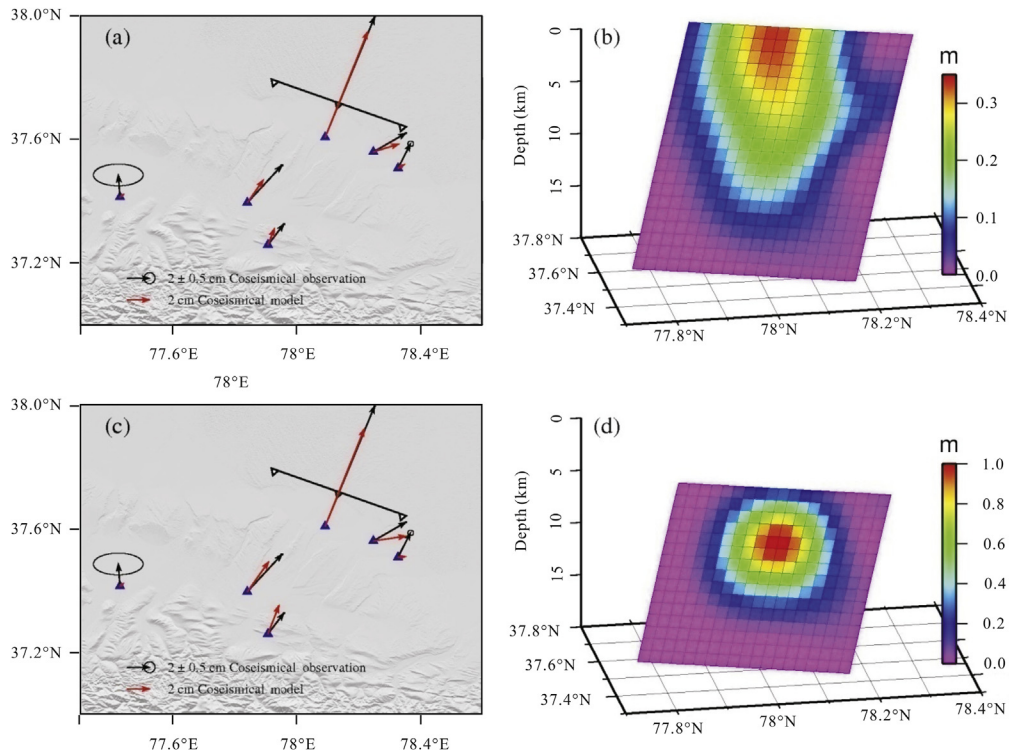 38.0°N
(a)
37.6°N
37.2°N
2 ± 0.5 cm Coseismical observation
2 cm Coseismical model
77.6°E
78°E
78.4°E
78°E
(b)
m
0
5
10
15
Depth (km)
0.3
0.2
0.1
0.0
37.8°N
37.6°N
37.4°N
77.8°N
78°N
78.2°N
78.4°N
38.0°N
(c)
37.6°N
37.2°N
2 ± 0.5 cm Coseismical observation
2 cm Coseismical model
77.6°E
78°E
78.4°E
(d)
m
0
5
10
15
Depth (km)
1.0
0.8
0.6
0.4
0.2
0.0
37.8°N
37.6°N
37.4°N
77.8°N
78°N
78.2°N
78.4°N